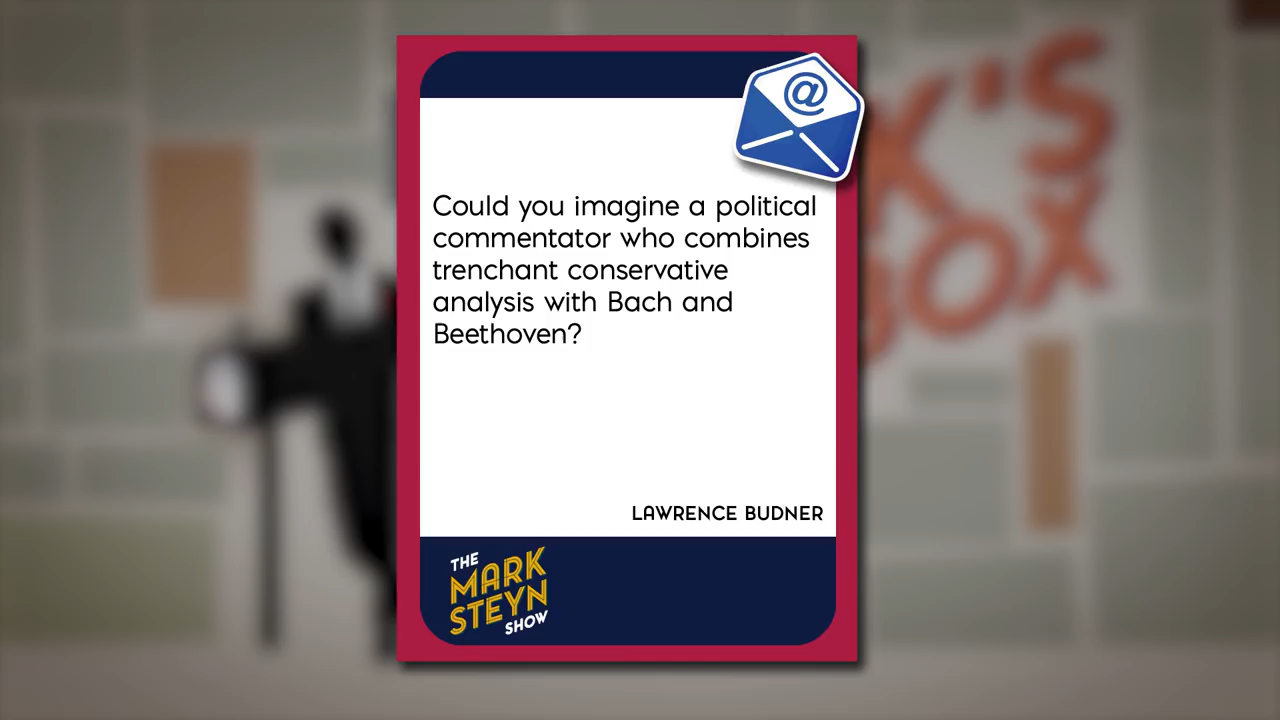 Could you imagine a political
commentator who combines
trenchant conservative
analysis with Bach and
Beethoven?
LAWRENCE BUDNER
THE
MARK
STEYN
SHOW
@
K'S
BOX